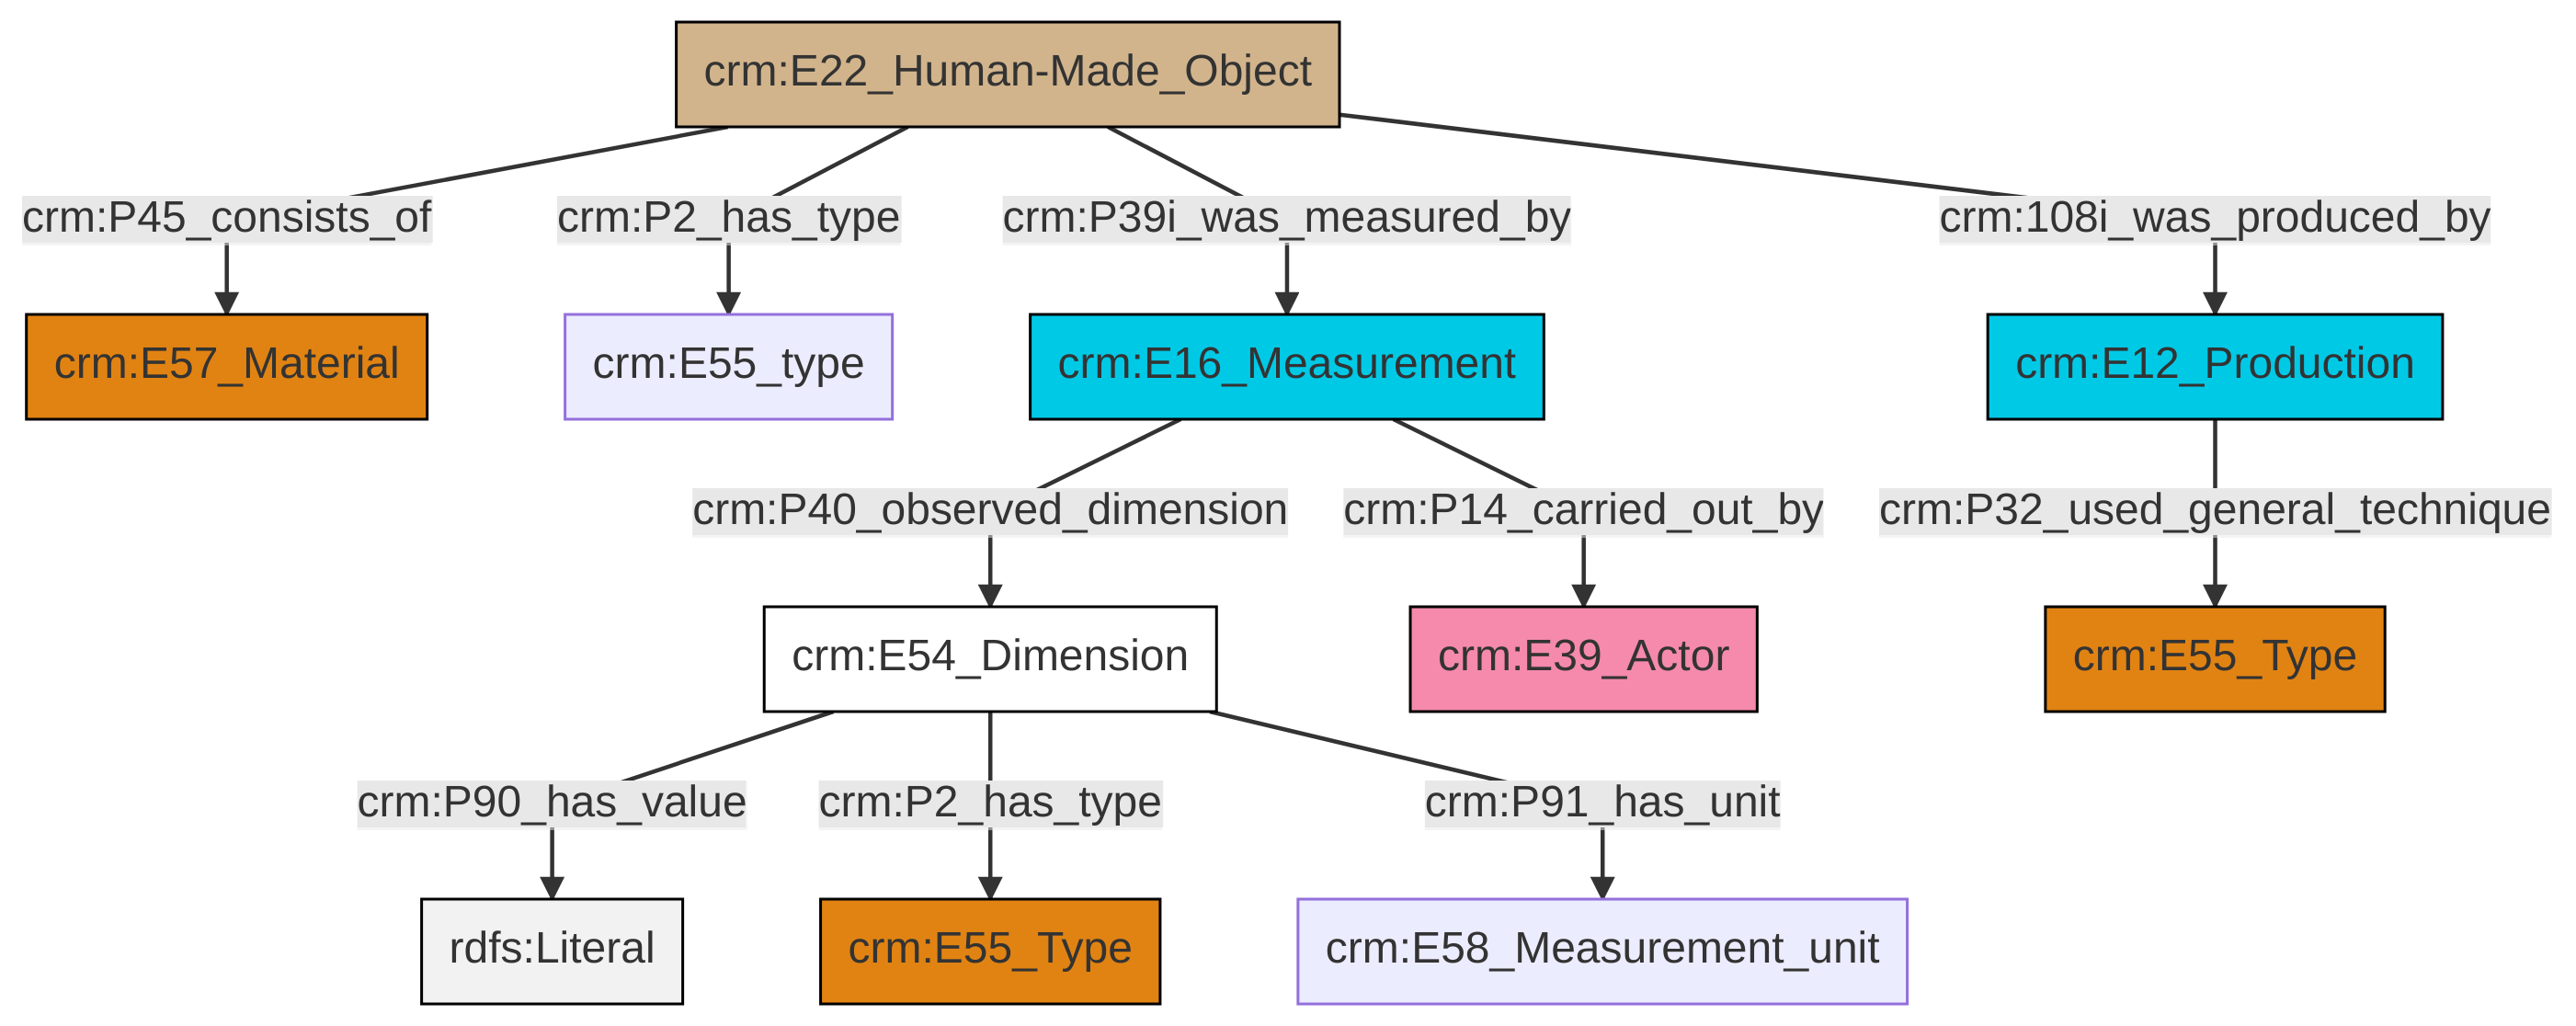 crm:E22_Human-Made_Object
crm:P45_consists_of
crm:P2_has_type
crm:P39i_was_measured_by
crm:108i_was_produced_by
crm:E57_Material
crm:E55_type
crm:E16_Measurement
crm:E12_Production
crm:P40_observed_dimension
crm:P14_carried_out_by
crm:P32_used_general_technique
crm:E54_Dimension
crm:E39_Actor
crm:E55_Type
crm:P90_has_value
crm:P2_has_type
crm:P91_has_unit
rdfs:Literal
crm:E55_Type
crm:E58_Measurement_unit